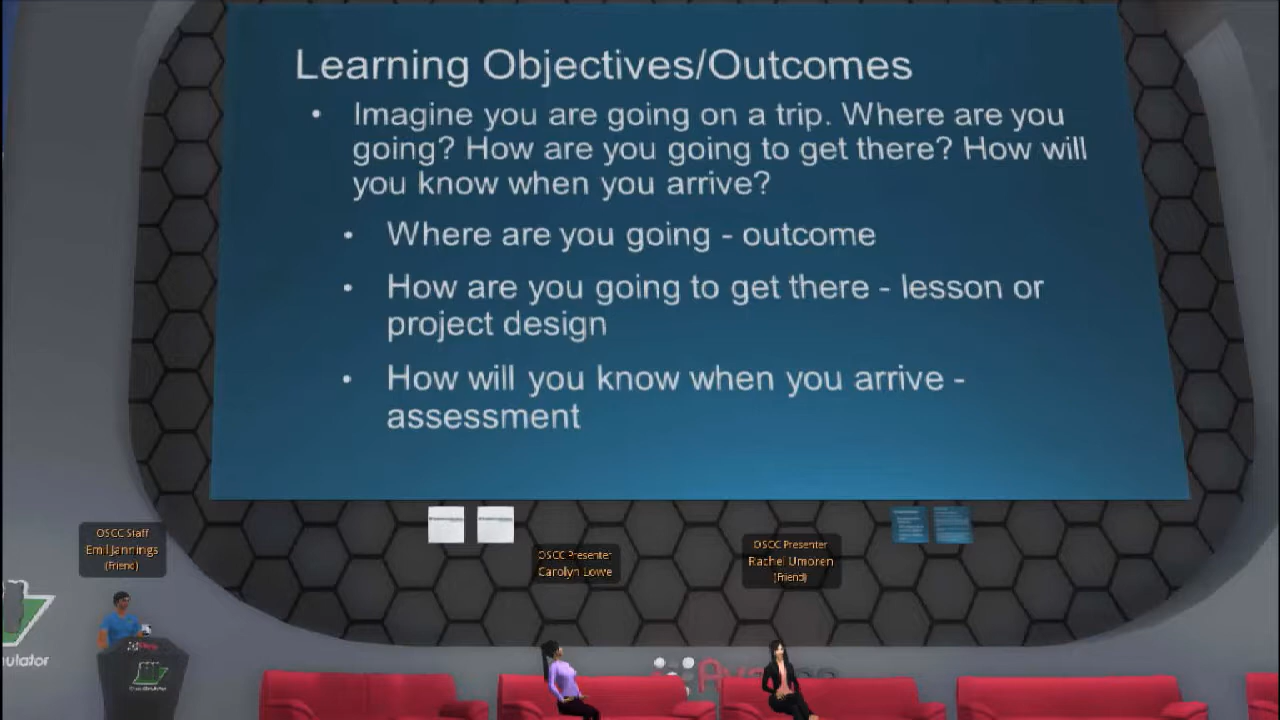 Learning Objectives/Outcomes
• Imagine you are going on a trip. Where are you
going? How are you going to get there? How will
you know when you arrive?
• Where are you going - outcome
• How are you going to get there - lesson or
project design
• How will you know when you arrive -
assessment
OSCC Staff
Emil Jannings
(Friend)
OSCC Presenter
Carolyn Lowe
OSCC Presenter
Rachel Umoren
(Friend)